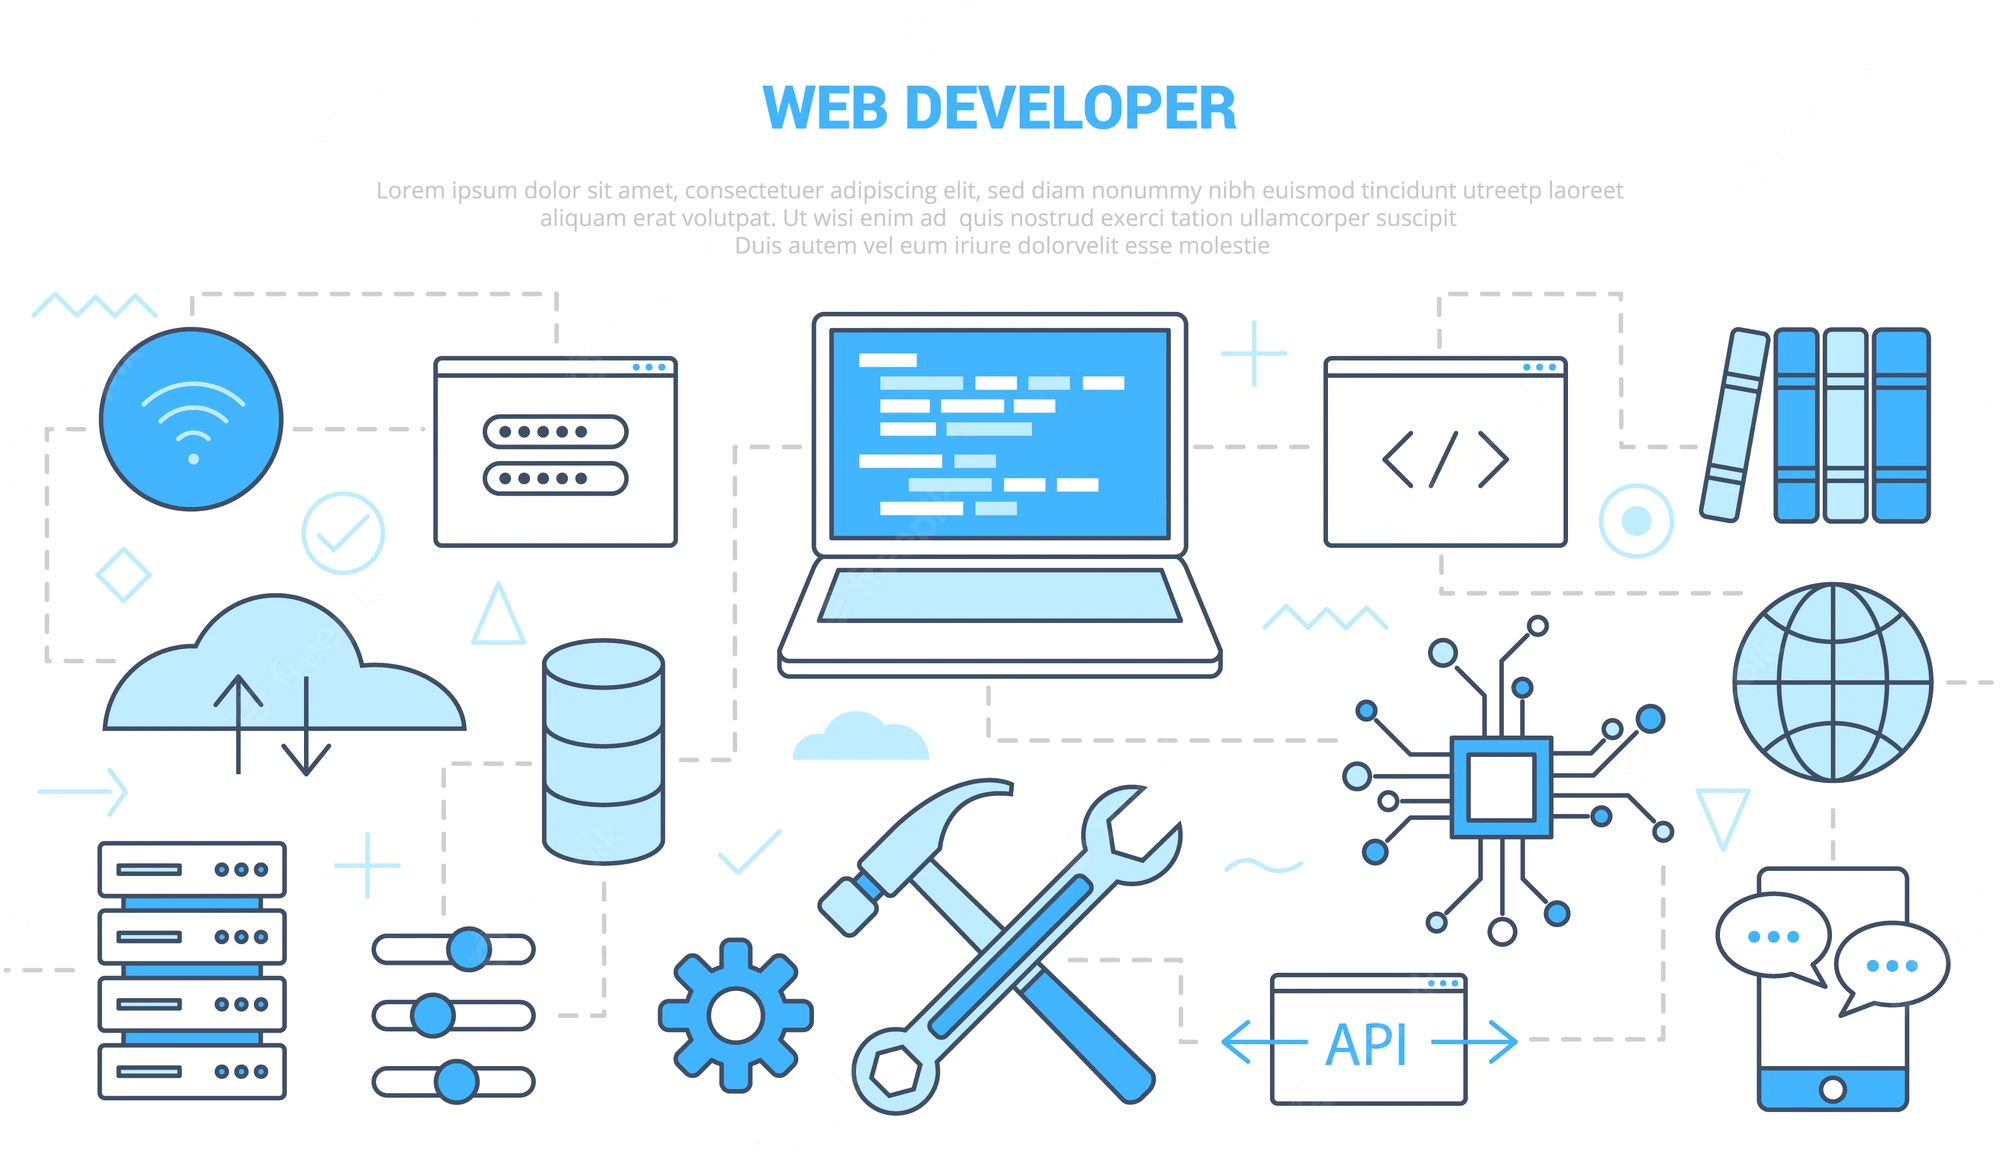 WEB DEVELOPER
Lorem ipsum dolor sit amet, consectetuer adipiscing elit, sed diam nonummy nibh euismod tincidunt utreetp laoreet
aliquam erat volutpat. Ut wisi enim ad  quis nostrud exerci tation ullamcorper suscipit
Duis autem vel eum iriure dolorvelit esse molestie
</>
API